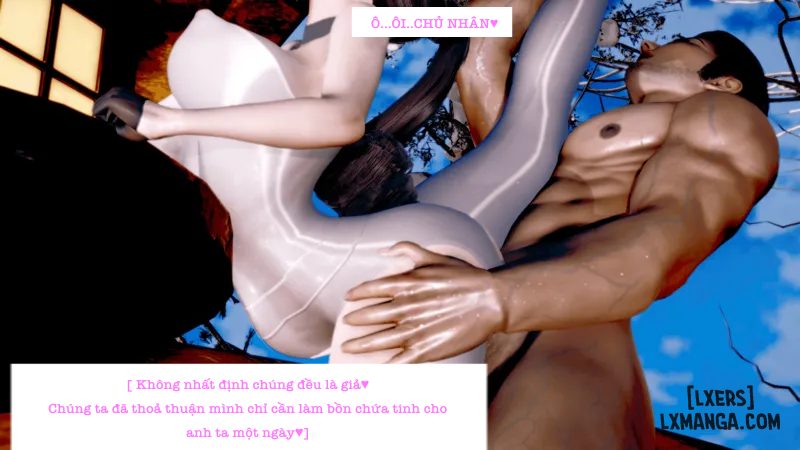 Ô...ÔI..CHỦ NHÂN♥
[ Không nhất định chúng đều là giả♥
Chúng ta đã thoả thuận mình chỉ cần làm bồn chứa tinh cho
anh ta một ngày♥]
[LXERS]
LXMANGA.COM